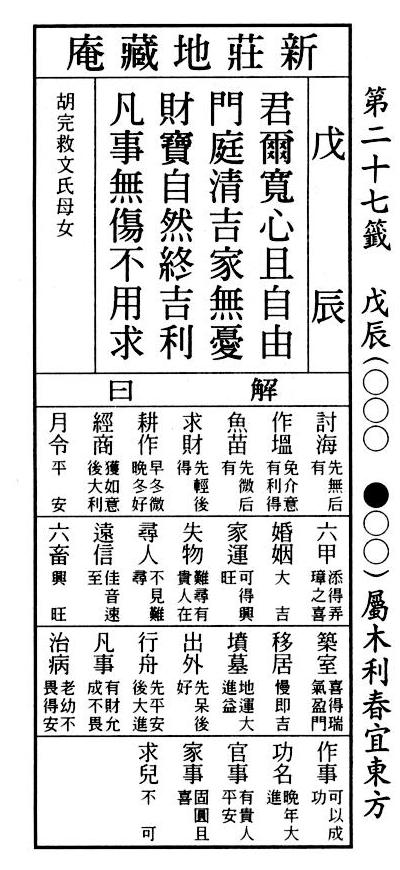 第二十七籤 戊辰(○○○ ●○○)屬木利春宜東方
新莊地藏庵
戊辰
君爾寬心且自由
門庭清吉家無憂
財寶自然終吉利
凡事無傷不用求
胡完救文氏母女
解曰
討海 先無后有
作塭 免介意有利得
魚苗 先微后有
求財 先輕後得
耕作 早冬微晚冬好
經商 獲如意後大利
月令 平安
六甲 添得弄璋之喜
婚姻 大吉
家運 可得興旺
失物 難尋有貴人在
尋人 不見難尋
遠信 佳音速至
六畜 興旺
築室 喜得瑞氣盈門
移居 慢即吉
墳墓 地運大進益
出外 先呆後好
行舟 先平安後大進
凡事 有財允成不畏
治病 老幼不畏得安
作事 可以成功
功名 晚年大進
官事 有貴人平安
家事 固圓且喜
求兒 不可